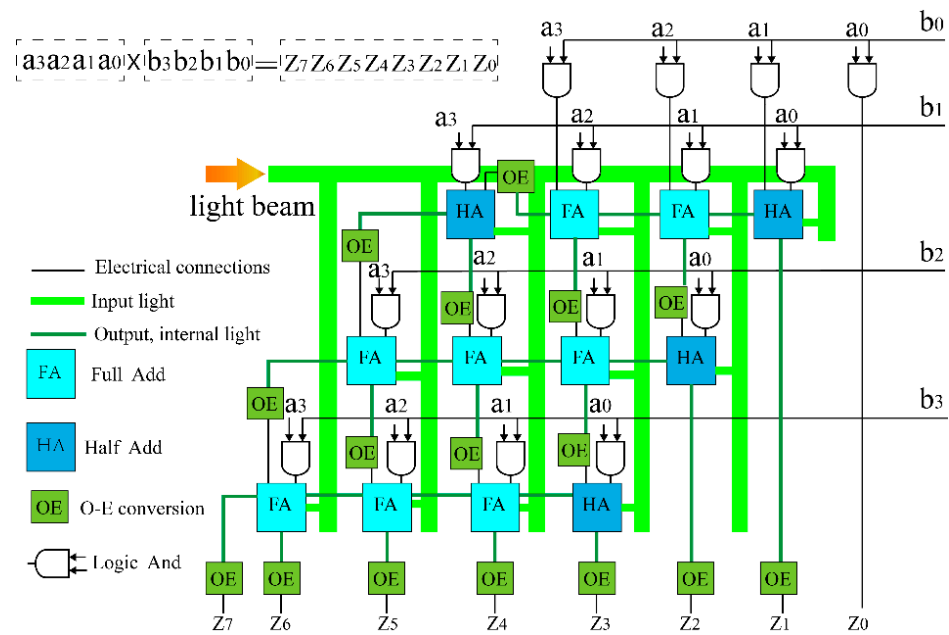 a3 a2 a1 a0 b0
a3a2a1a0 × b3b2b1b0 = Z7Z6Z5Z4Z3Z2Z1Z0
b1
a3 a2 a1 a0
OE
light beam HA FA FA HA
OE
b2
Electrical connections a3 a2 a1 a0
Input light OE OE OE
Output, internal light
FA Full Add FA FA FA HA
OE b3
a3 a2 a1 a0
HA Half Add OE OE OE
OE O-E conversion FA FA FA HA
Logic And
OE OE OE OE OE OE OE
Z7 Z6 Z5 Z4 Z3 Z2 Z1 Z0